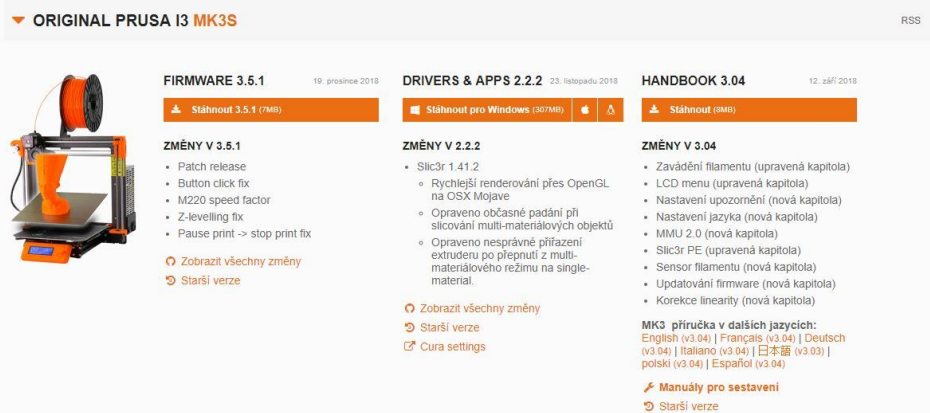 ORIGINAL PRUSA I3 MK3S
RSS
FIRMWARE 3.5.1
19. prosince 2018
Stáhnout 3.5.1 (7MB)
ZMĚNY V 3.5.1
Patch release
Button click fix
M220 speed factor
Z-levelling fix
Pause print -> stop print fix
Zobrazit všechny změny
Starší verze
DRIVERS & APPS 2.2.2
23. listopadu 2018
Stáhnout pro Windows (307MB)
ZMĚNY V 2.2.2
Slic3r 1.41.2
Rychlejší renderování přes OpenGL
na OSX Mojave
Opraveno občasné padání při
slicování multi-materiálových objektů
Opraveno nesprávné přiřazení
extruderu po přepnutí z multi-
materiálového režimu na single-
material.
Zobrazit všechny změny
Starší verze
Cura settings
HANDBOOK 3.04
12. září 2018
Stáhnout (8MB)
ZMĚNY V 3.04
Zavádění filamentu (upravená kapitola)
LCD menu (upravená kapitola)
Nastavení upozornění (nová kapitola)
Nastavení jazyka (nová kapitola)
MMU 2.0 (nová kapitola)
Slic3r PE (upravená kapitola)
Sensor filamentu (nová kapitola)
Updatování firmware (nová kapitola)
Korekce linearity (nová kapitola)
MK3 příručka v dalších jazycích:
English (v3.04) | Français (v3.04) | Deutsch
(v3.04) | Italiano (v3.04) | 日本語 (v3.03) |
polski (v3.04) | Español (v3.04)
Manuály pro sestavení
Starší verze